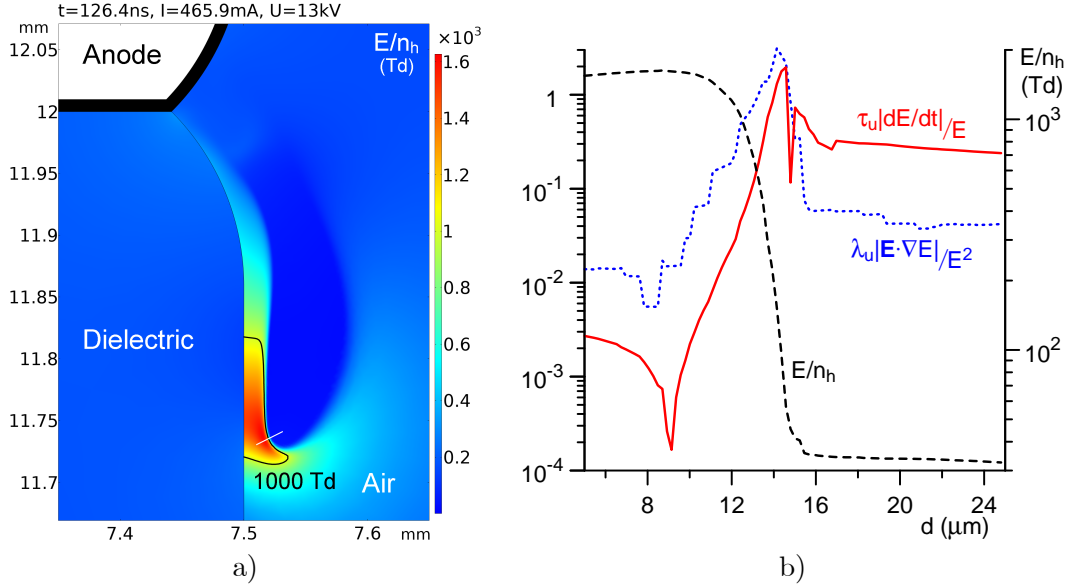 t=126.4ns, I=465.9mA, U=13kV
mm
Anode
E/nₕ
(Td)
×10³
12.05
12
11.95
11.9
11.85
11.8
11.75
11.7
Dielectric
1000 Td
Air
7.4
7.5
7.6
mm
1.6
1.4
1.2
1
0.8
0.6
0.4
0.2
a)
1
10⁻¹
10⁻²
10⁻³
10⁻⁴
E/nₕ
(Td)
10³
10²
τᵤ|dE/dt|/E
λᵤ|E·∇E|/E²
E/nₕ
8
12
16
20
24
d (μm)
b)